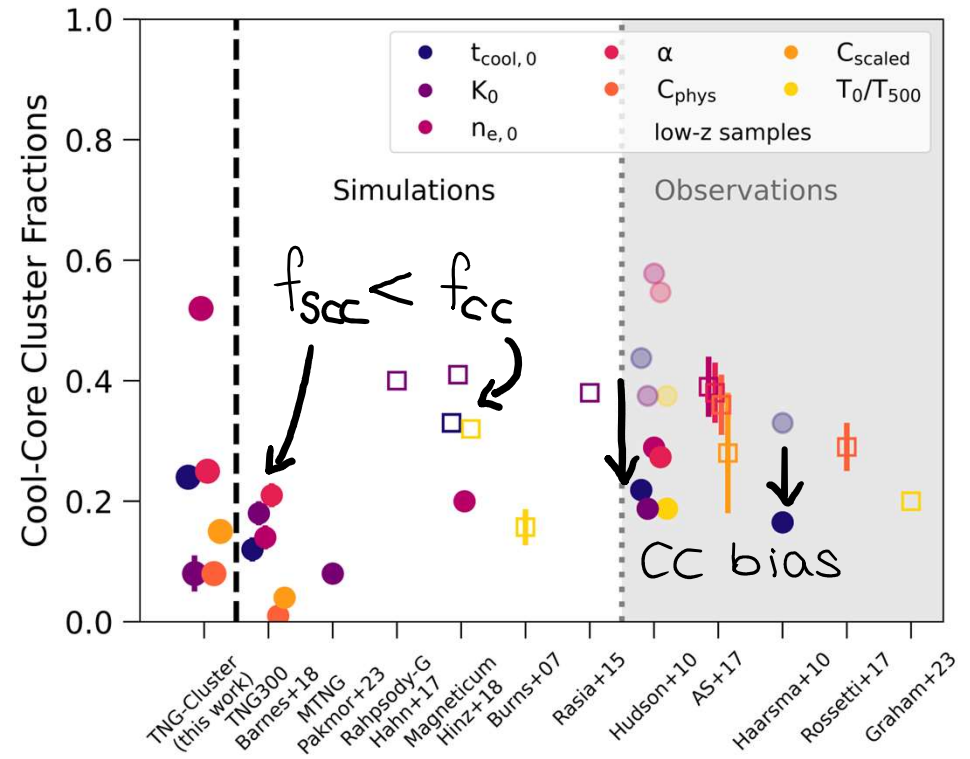 Cool-Core Cluster Fractions
1.0
0.8
0.6
0.4
0.2
0.0
t_cool, 0
K_0
n_e, 0
α
C_phys
low-z samples
C_scaled
T_0/T_500
Simulations
Observations
f_scc < f_cc
CC bias
TNG-Cluster
(this work)
TNG300
Barnes+18
MTNG
Pakmor+23
Rahpsody-G
Hahn+17
Magneticum
Hinz+18
Burns+07
Rasia+15
Hudson+10
AS+17
Haarsma+10
Rossetti+17
Graham+23